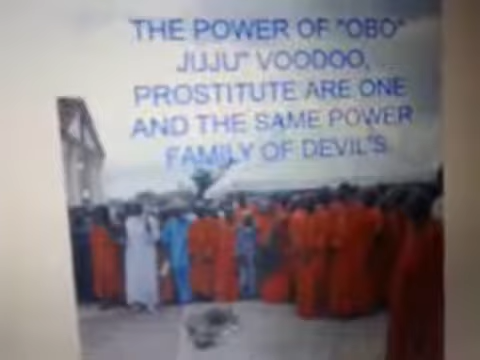 THE POWER OF "OBO"
JUJU" VOODOO,
PROSTITUTE ARE ONE
AND THE SAME POWER
FAMILY OF DEVIL'S